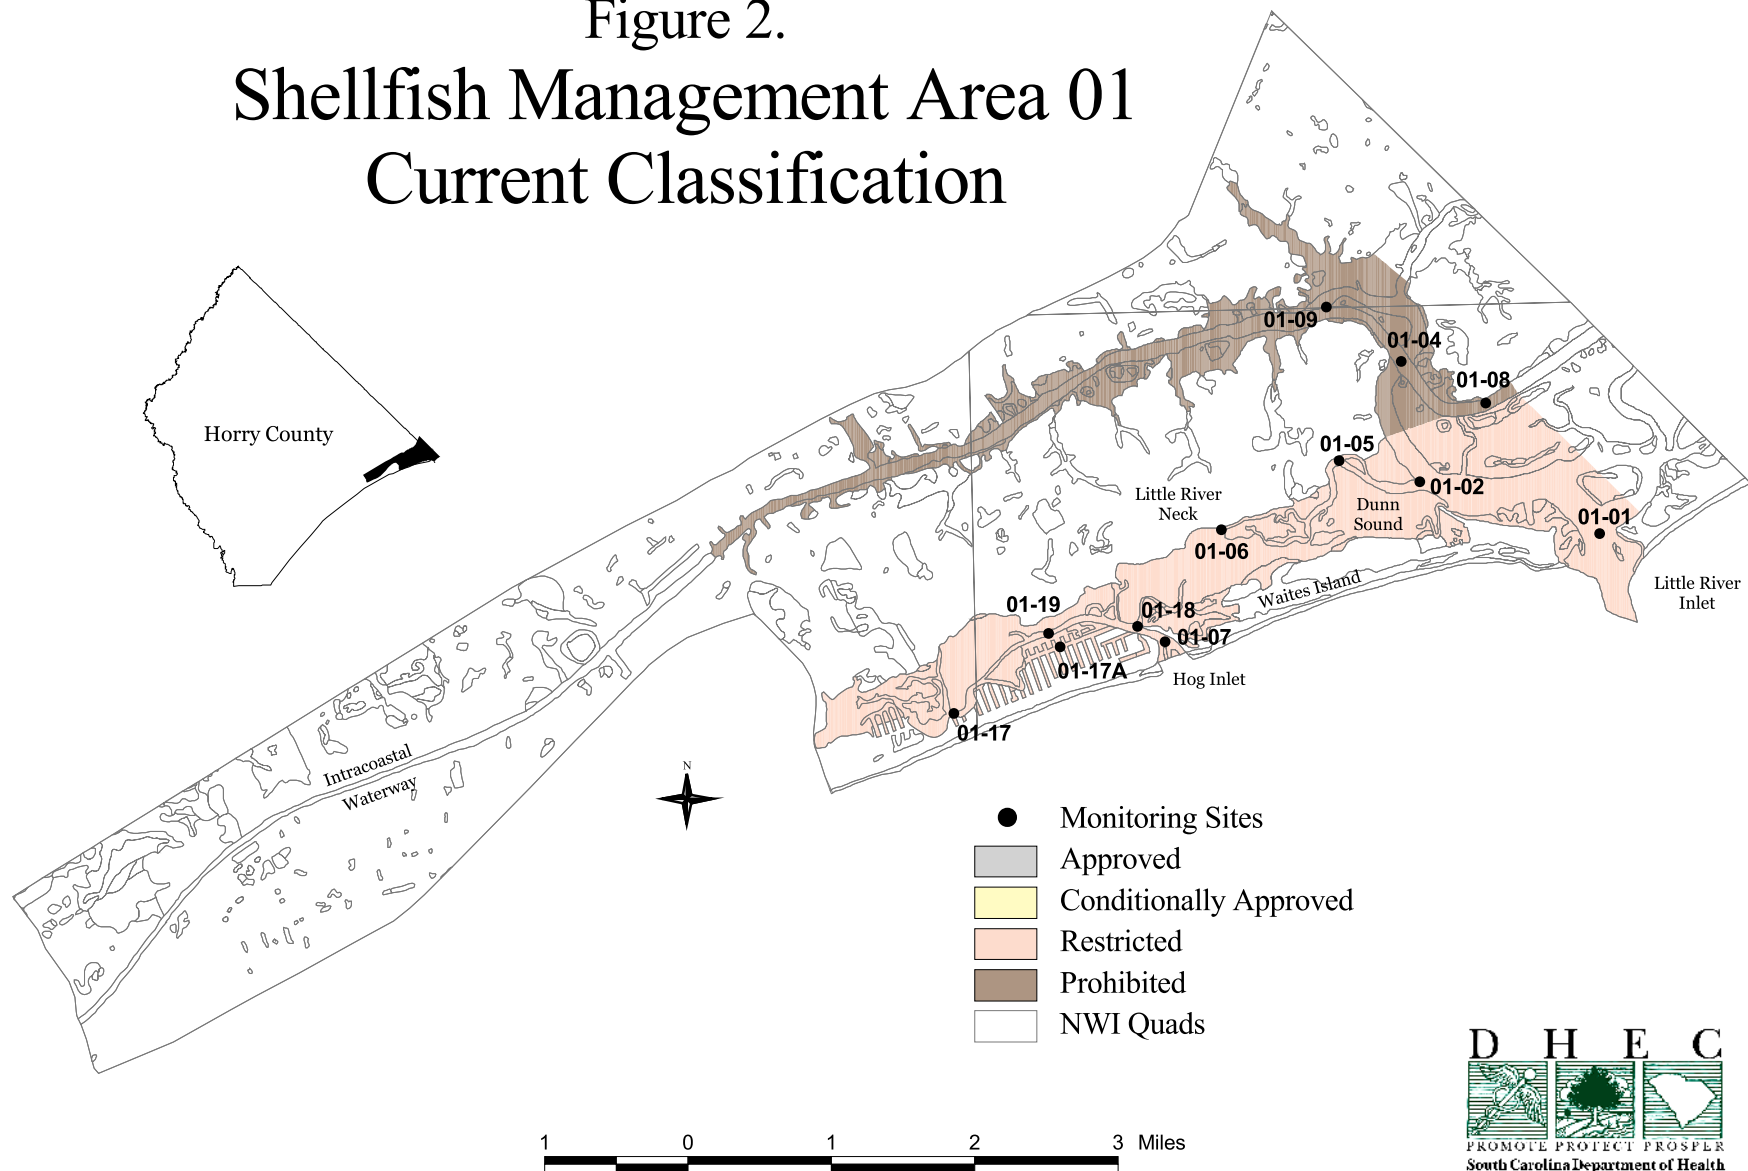 Figure 2.
Shellfish Management Area 01
Current Classification
Horry County
01-09
01-04
01-08
01-05
01-02
Little River
Neck
Dunn
Sound
01-01
01-06
Little River
Inlet
Waites Island
01-19
01-18
01-07
01-17A
Hog Inlet
01-17
Intracoastal
Waterway
N
Monitoring Sites
Approved
Conditionally Approved
Restricted
Prohibited
NWI Quads
1 0 1 2 3 Miles
D H E C
PROMOTE PROTECT PROSPER
South Carolina Department of Health